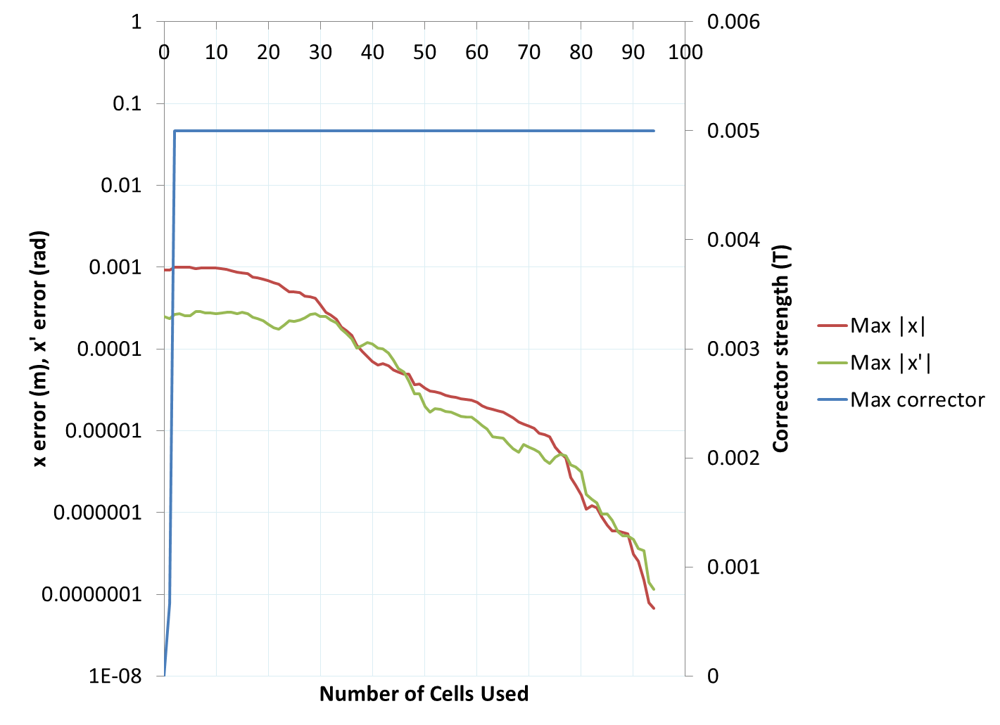 1
0.1
0.01
0.001
0.0001
0.00001
0.000001
0.0000001
1E-08
x error (m), x' error (rad)
0 10 20 30 40 50 60 70 80 90 100
Number of Cells Used
0.006
0.005
0.004
0.003
0.002
0.001
0
Corrector strength (T)
Max |x|
Max |x'|
Max corrector